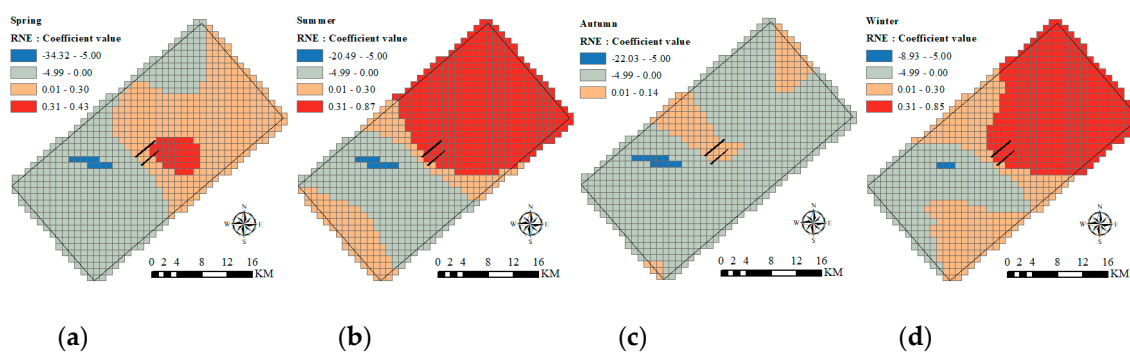 Spring
RNE : Coefficient value
-34.32 - -5.00
-4.99 - 0.00
0.01 - 0.30
0.31 - 0.43
N
W E
S
0 2 4 8 12 16
KM
(a)
Summer
RNE : Coefficient value
-20.49 - -5.00
-4.99 - 0.00
0.01 - 0.30
0.31 - 0.87
N
W E
S
0 2 4 8 12 16
KM
(b)
Autumn
RNE : Coefficient value
-22.03 - -5.00
-4.99 - 0.00
0.01 - 0.14
N
W E
S
0 2 4 8 12 16
KM
(c)
Winter
RNE : Coefficient value
-8.93 - -5.00
-4.99 - 0.00
0.01 - 0.30
0.31 - 0.85
N
W E
S
0 2 4 8 12 16
KM
(d)